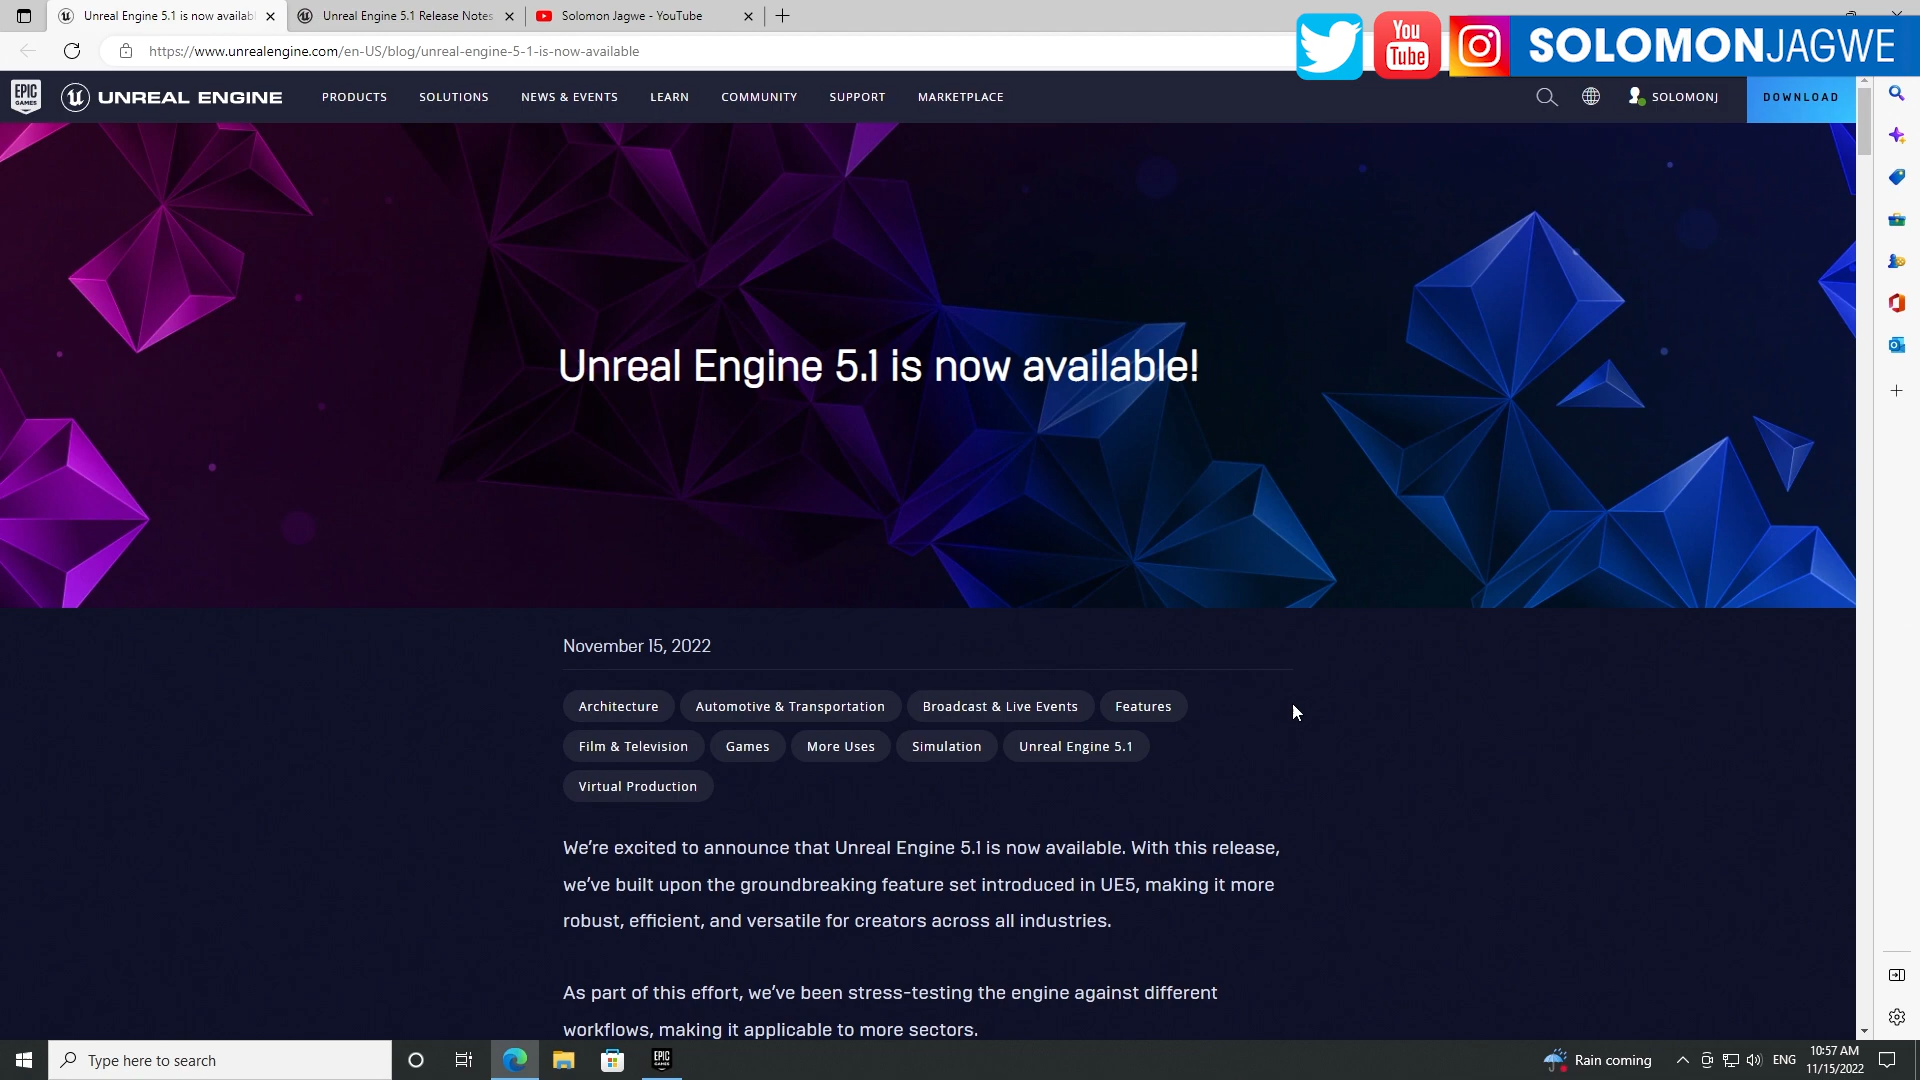 Unreal Engine 5.1 is now availabl
Unreal Engine 5.1 Release Notes
Solomon Jagwe - YouTube
https://www.unrealengine.com/en-US/blog/unreal-engine-5-1-is-now-available
You
Tube
SOLOMONJAGWE
EPIC
GAMES
UNREAL ENGINE
PRODUCTS
SOLUTIONS
NEWS & EVENTS
LEARN
COMMUNITY
SUPPORT
MARKETPLACE
SOLOMONJ
DOWNLOAD
Unreal Engine 5.1 is now available!
November 15, 2022
Architecture
Automotive & Transportation
Broadcast & Live Events
Features
Film & Television
Games
More Uses
Simulation
Unreal Engine 5.1
Virtual Production
We're excited to announce that Unreal Engine 5.1 is now available. With this release,
we've built upon the groundbreaking feature set introduced in UE5, making it more
robust, efficient, and versatile for creators across all industries.
As part of this effort, we've been stress-testing the engine against different
workflows, making it applicable to more sectors.
Type here to search
EPIC
GAMES
Rain coming
ENG
10:57 AM
11/15/2022